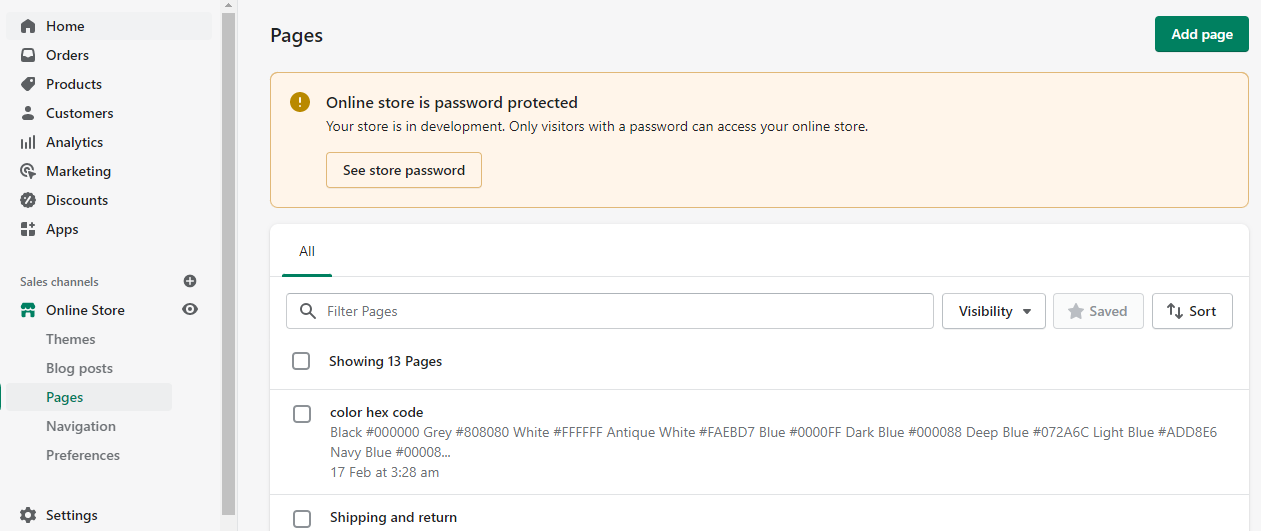 Home
Orders
Products
Customers
Analytics
Marketing
Discounts
Apps
Sales channels
Online Store
Themes
Blog posts
Pages
Navigation
Preferences
Settings
Pages
Add page
Online store is password protected
Your store is in development. Only visitors with a password can access your online store.
See store password
All
Filter Pages
Visibility
Saved
Sort
Showing 13 Pages
color hex code
Black #000000 Grey #808080 White #FFFFFF Antique White #FAEBD7 Blue #0000FF Dark Blue #000088 Deep Blue #072A6C Light Blue #ADD8E6
Navy Blue #00008...
17 Feb at 3:28 am
Shipping and return